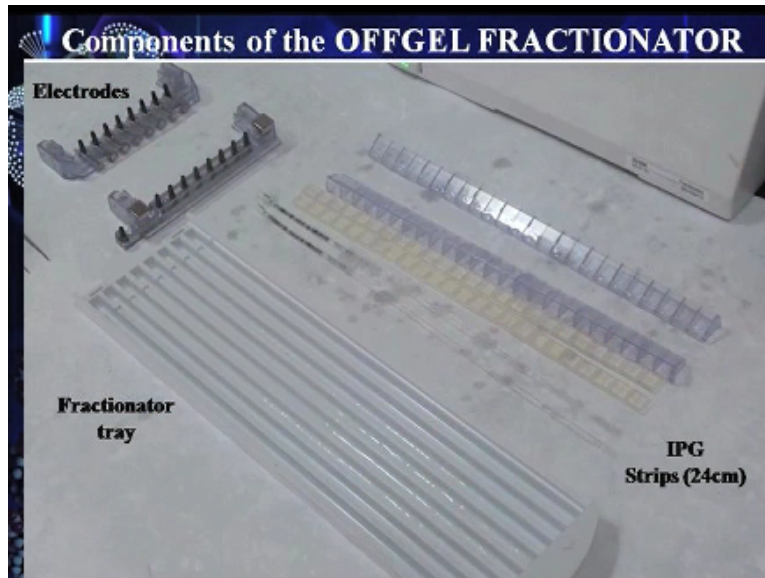 Components of the OFFGEL FRACTIONATOR
Electrodes
Fractionator
tray
IPG
Strips (24cm)